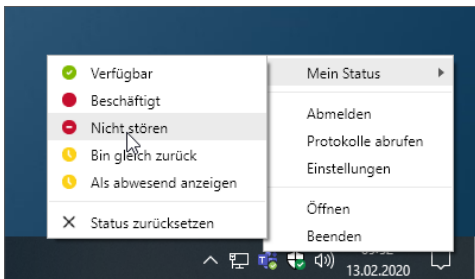 Verfügbar
Beschäftigt
Nicht stören
Bin gleich zurück
Als abwesend anzeigen
Status zurücksetzen
Mein Status
Abmelden
Protokolle abrufen
Einstellungen
Öffnen
Beenden
13.02.2020